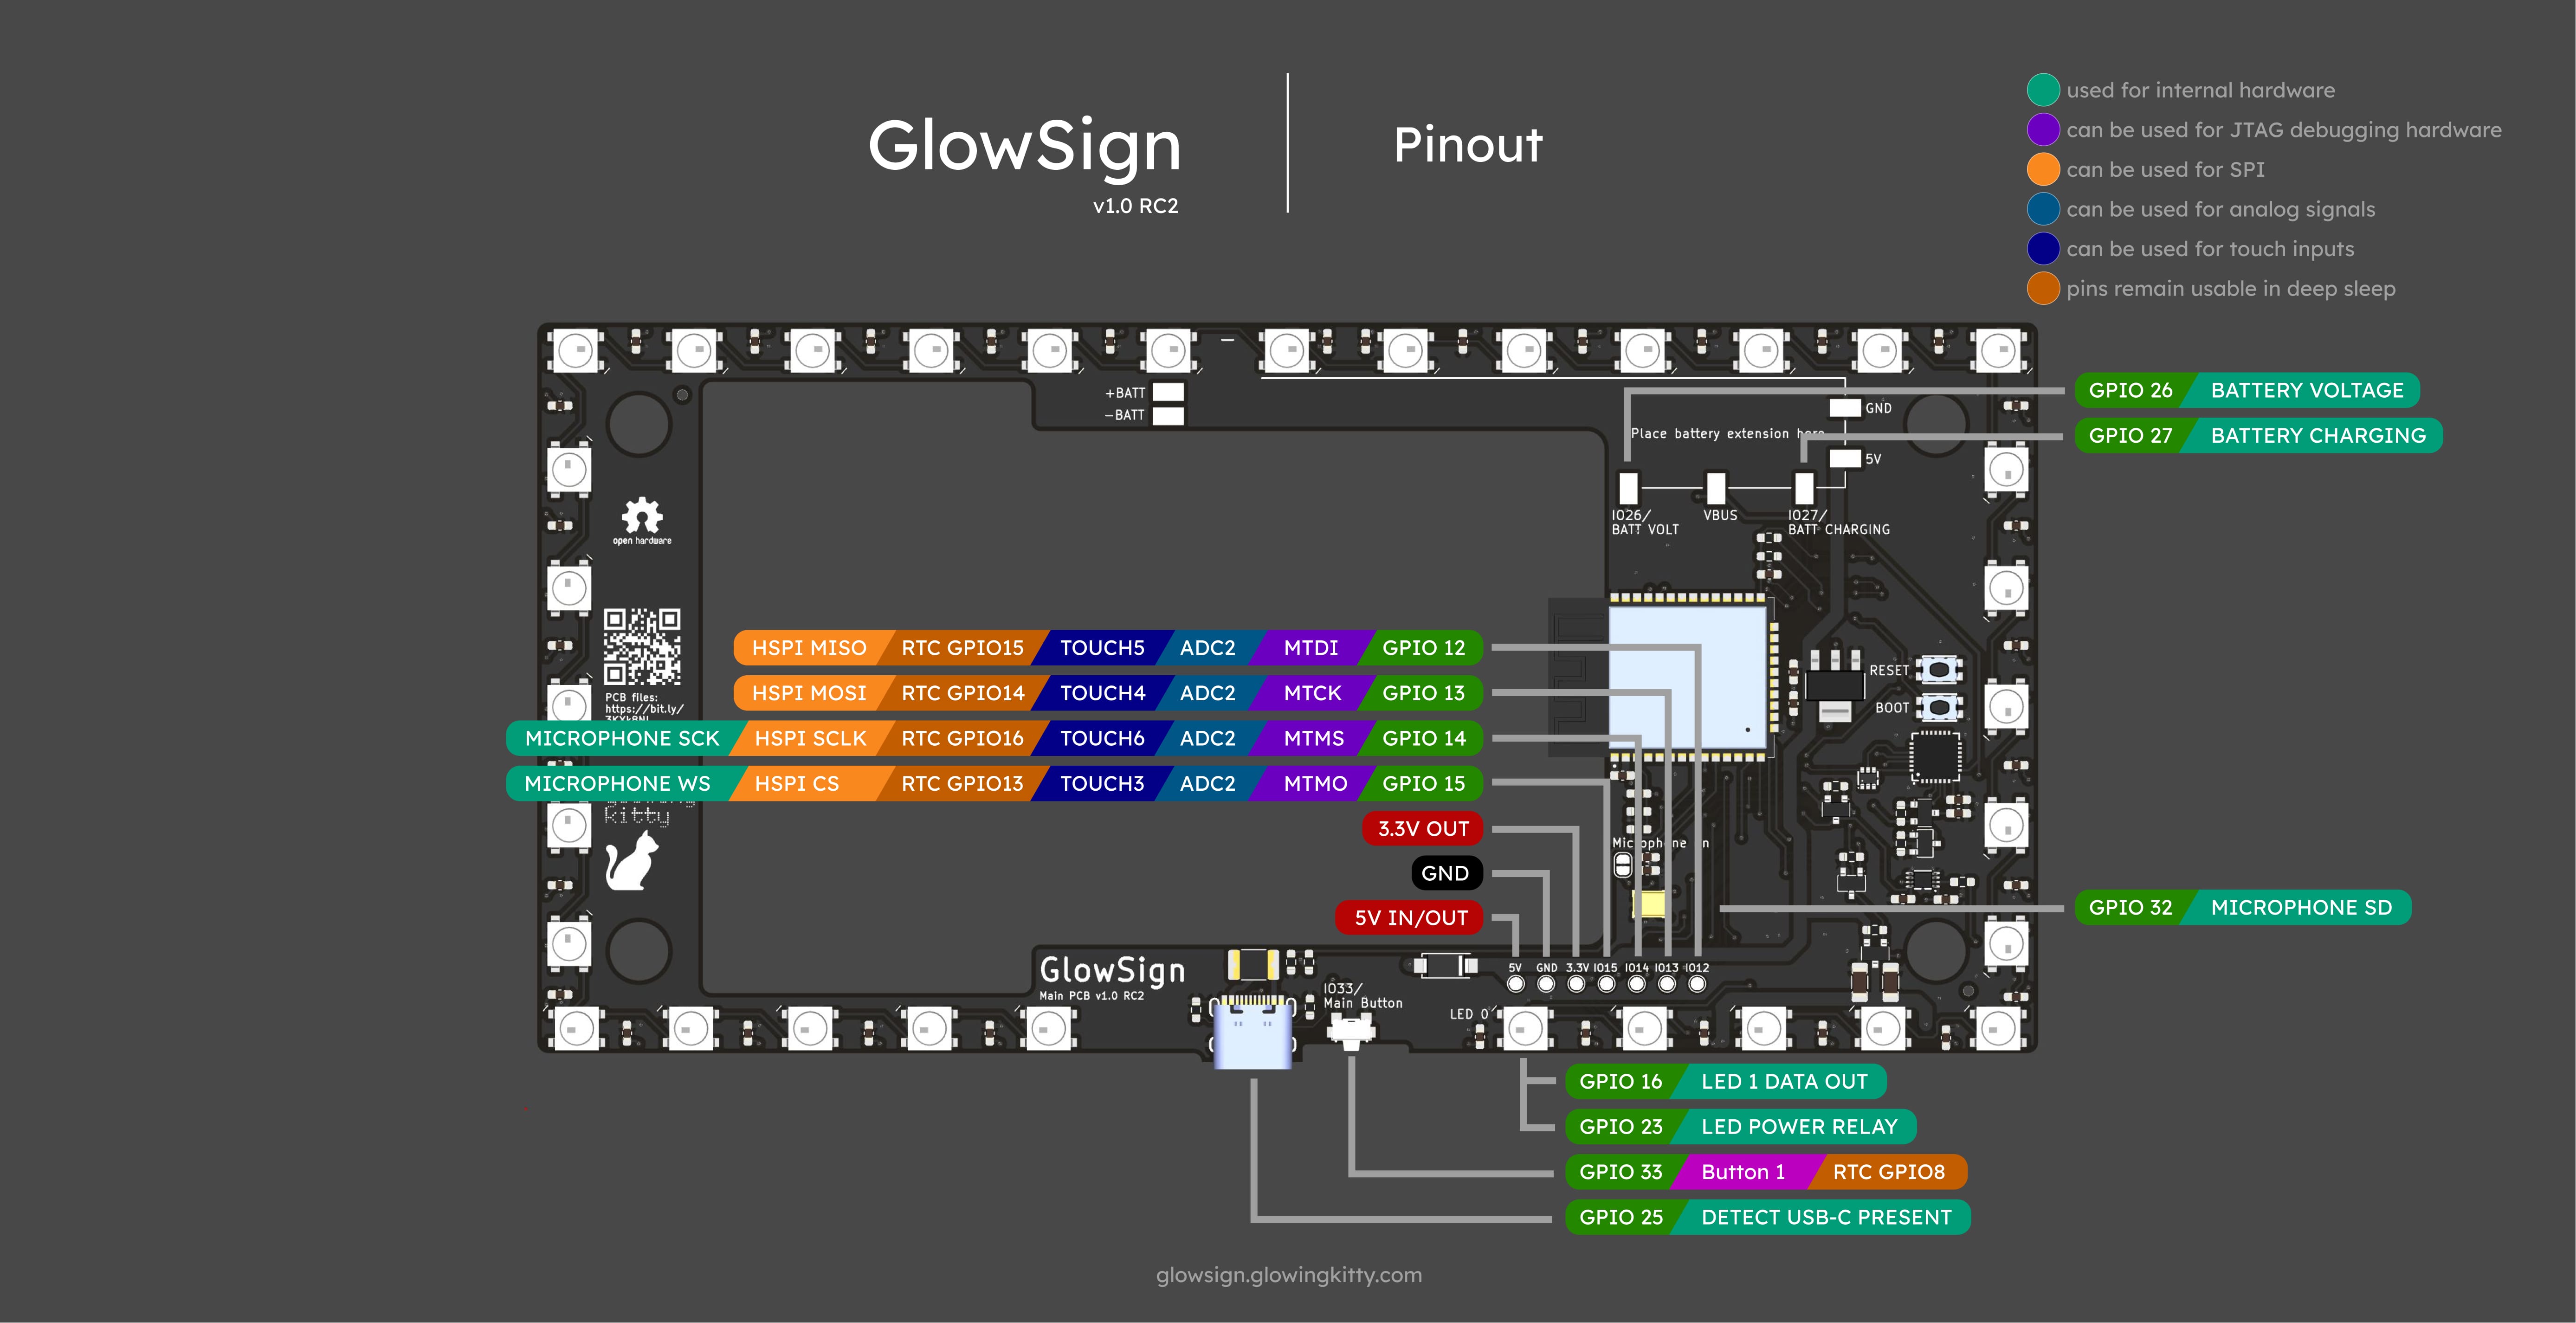 GlowSign
v1.0 RC2
Pinout
used for internal hardware
can be used for JTAG debugging hardware
can be used for SPI
can be used for analog signals
can be used for touch inputs
pins remain usable in deep sleep
+BATT
-BATT
GND
Place battery extension here
5V
IO26/
BATT VOLT
VBUS
IO27/
BATT CHARGING
GPIO 26 BATTERY VOLTAGE
GPIO 27 BATTERY CHARGING
open hardware
PCB files:
https://bit.ly/
HSPI MISO RTC GPIO15 TOUCH5 ADC2 MTDI GPIO 12
HSPI MOSI RTC GPIO14 TOUCH4 ADC2 MTCK GPIO 13
MICROPHONE SCK HSPI SCLK RTC GPIO16 TOUCH6 ADC2 MTMS GPIO 14
MICROPHONE WS HSPI CS RTC GPIO13 TOUCH3 ADC2 MTMO GPIO 15
kitty
3.3V OUT
GND
5V IN/OUT
RESET
BOOT
Microphone
GPIO 32 MICROPHONE SD
GlowSign
Main PCB v1.0 RC2
IO33/
Main Button
5V GND 3.3V IO15 IO14 IO13 IO12
LED 0
GPIO 16 LED 1 DATA OUT
GPIO 23 LED POWER RELAY
GPIO 33 Button 1 RTC GPIO8
GPIO 25 DETECT USB-C PRESENT
glowsign.glowingkitty.com